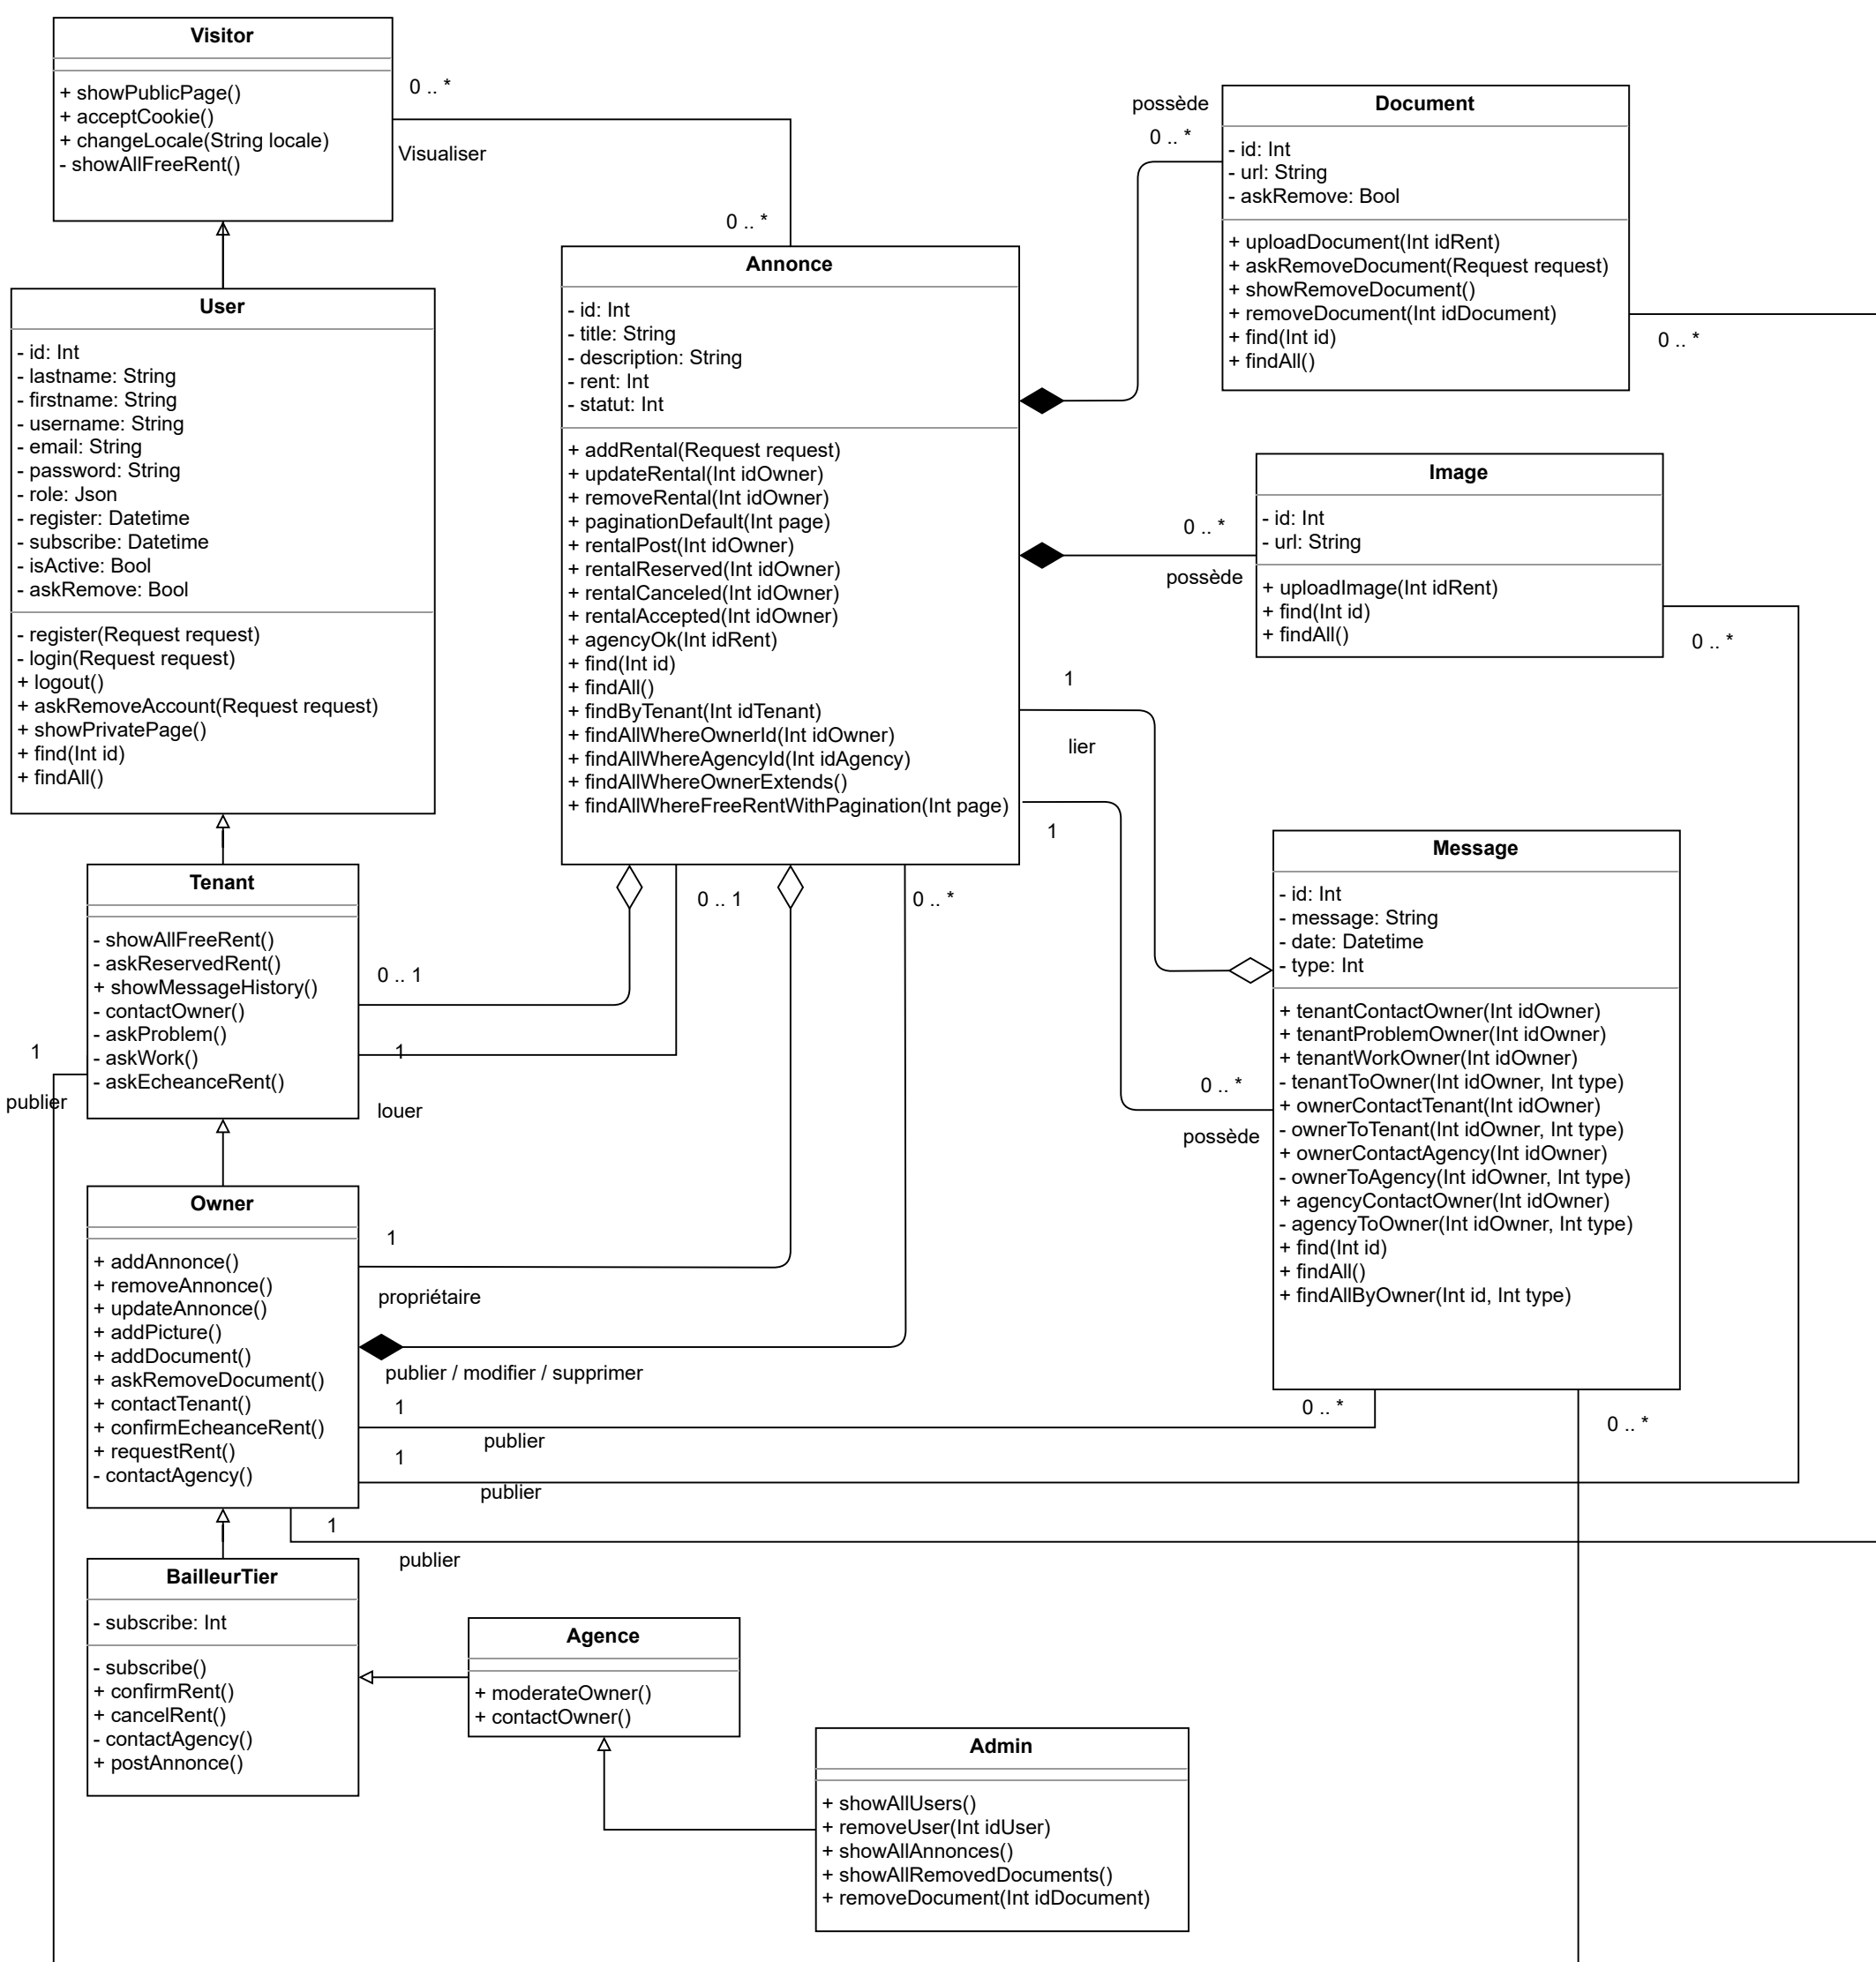 Visitor
+ showPublicPage()
+ acceptCookie()
+ changeLocale(String locale)
- showAllFreeRent()
0 .. *
Visualiser
0 .. *
User
- id: Int
- lastname: String
- firstname: String
- username: String
- email: String
- password: String
- role: Json
- register: Datetime
- subscribe: Datetime
- isActive: Bool
- askRemove: Bool
- register(Request request)
- login(Request request)
+ logout()
+ askRemoveAccount(Request request)
+ showPrivatePage()
+ find(Int id)
+ findAll()
Annonce
- id: Int
- title: String
- description: String
- rent: Int
- statut: Int
+ addRental(Request request)
+ updateRental(Int idOwner)
+ removeRental(Int idOwner)
+ paginationDefault(Int page)
+ rentalPost(Int idOwner)
+ rentalReserved(Int idOwner)
+ rentalCanceled(Int idOwner)
+ rentalAccepted(Int idOwner)
+ agencyOk(Int idRent)
+ find(Int id)
+ findAll()
+ findByTenant(Int idTenant)
+ findAllWhereOwnerId(Int idOwner)
+ findAllWhereAgencyId(Int idAgency)
+ findAllWhereOwnerExtends()
+ findAllWhereFreeRentWithPagination(Int page)
possède
0 .. *
Document
- id: Int
- url: String
- askRemove: Bool
+ uploadDocument(Int idRent)
+ askRemoveDocument(Request request)
+ showRemoveDocument()
+ removeDocument(Int idDocument)
+ find(Int id)
+ findAll()
0 .. *
Image
- id: Int
- url: String
+ uploadImage(Int idRent)
+ find(Int id)
+ findAll()
0 .. *
possède
0 .. *
1
lier
1
Message
- id: Int
- message: String
- date: Datetime
- type: Int
+ tenantContactOwner(Int idOwner)
+ tenantProblemOwner(Int idOwner)
+ tenantWorkOwner(Int idOwner)
- tenantToOwner(Int idOwner, Int type)
+ ownerContactTenant(Int idOwner)
- ownerToTenant(Int idOwner, Int type)
+ ownerContactAgency(Int idOwner)
- ownerToAgency(Int idOwner, Int type)
+ agencyContactOwner(Int idOwner)
- agencyToOwner(Int idOwner, Int type)
+ find(Int id)
+ findAll()
+ findAllByOwner(Int id, Int type)
0 .. *
possède
0 .. *
0 .. *
Tenant
- showAllFreeRent()
- askReservedRent()
+ showMessageHistory()
- contactOwner()
- askProblem()
- askWork()
- askEcheanceRent()
0 .. 1
0 .. *
0 .. 1
1
louer
1
publier
Owner
+ addAnnonce()
+ removeAnnonce()
+ updateAnnonce()
+ addPicture()
+ addDocument()
+ askRemoveDocument()
+ contactTenant()
+ confirmEcheanceRent()
+ requestRent()
- contactAgency()
1
propriétaire
publier / modifier / supprimer
1
publier
1
publier
1
publier
BailleurTier
- subscribe: Int
- subscribe()
+ confirmRent()
+ cancelRent()
- contactAgency()
+ postAnnonce()
Agence
+ moderateOwner()
+ contactOwner()
Admin
+ showAllUsers()
+ removeUser(Int idUser)
+ showAllAnnonces()
+ showAllRemovedDocuments()
+ removeDocument(Int idDocument)